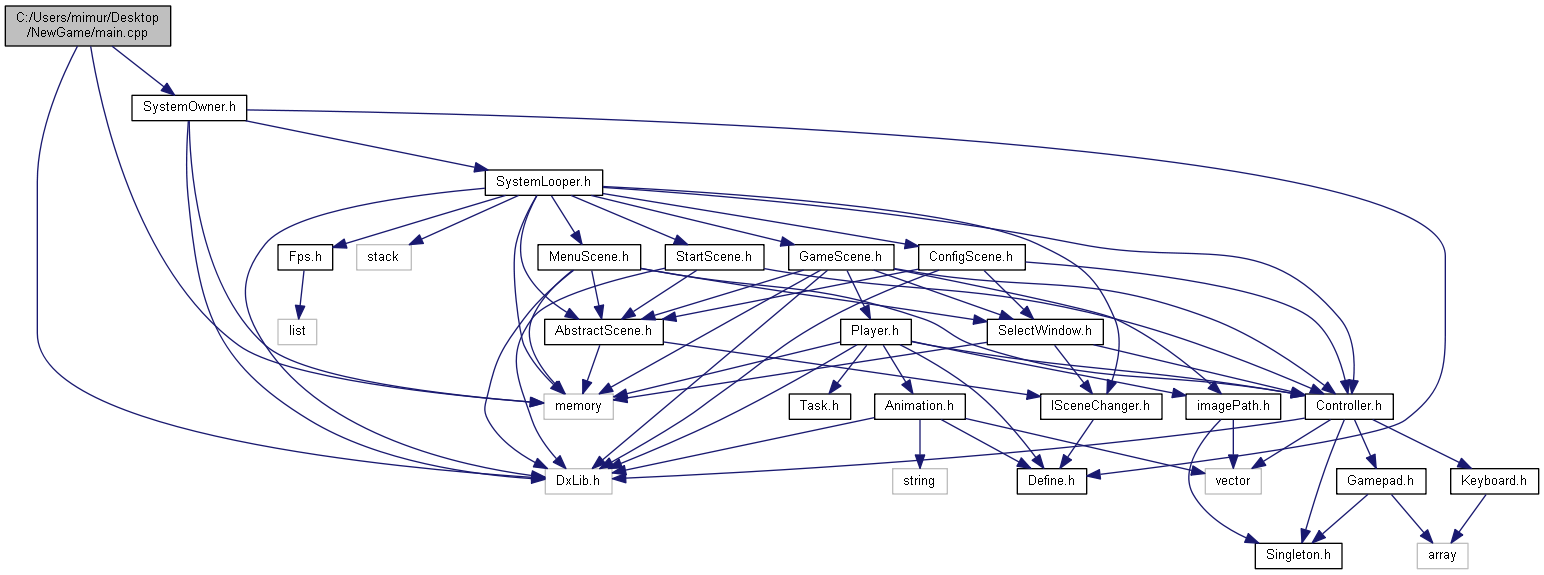 C:/Users/mimur/Desktop
/NewGame/main.cpp
SystemOwner.h
SystemLooper.h
Fps.h
stack
MenuScene.h
StartScene.h
GameScene.h
ConfigScene.h
list
AbstractScene.h
Player.h
SelectWindow.h
memory
Task.h
Animation.h
ISceneChanger.h
imagePath.h
Controller.h
DxLib.h
string
Define.h
vector
Gamepad.h
Keyboard.h
Singleton.h
array